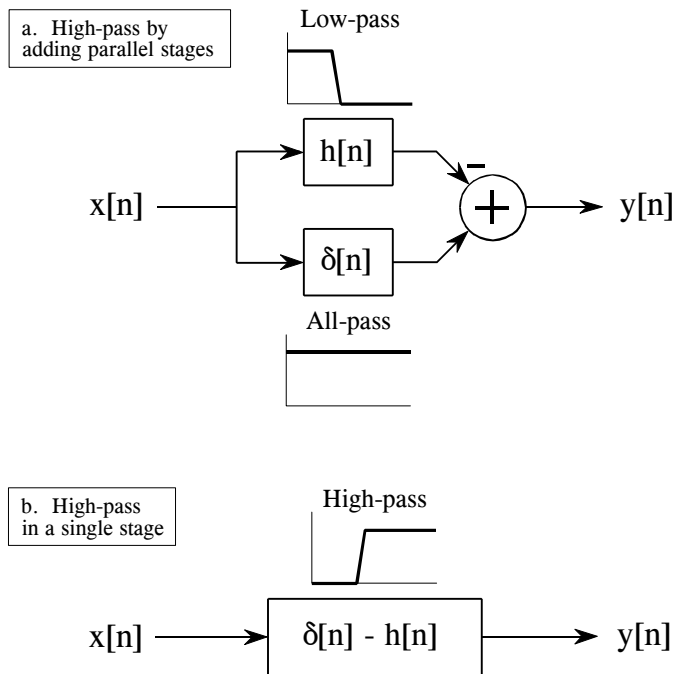 a. High-pass by
adding parallel stages
Low-pass
h[n]
x[n]
δ[n]
−
+
y[n]
All-pass
b. High-pass
in a single stage
High-pass
x[n]
δ[n] - h[n]
y[n]